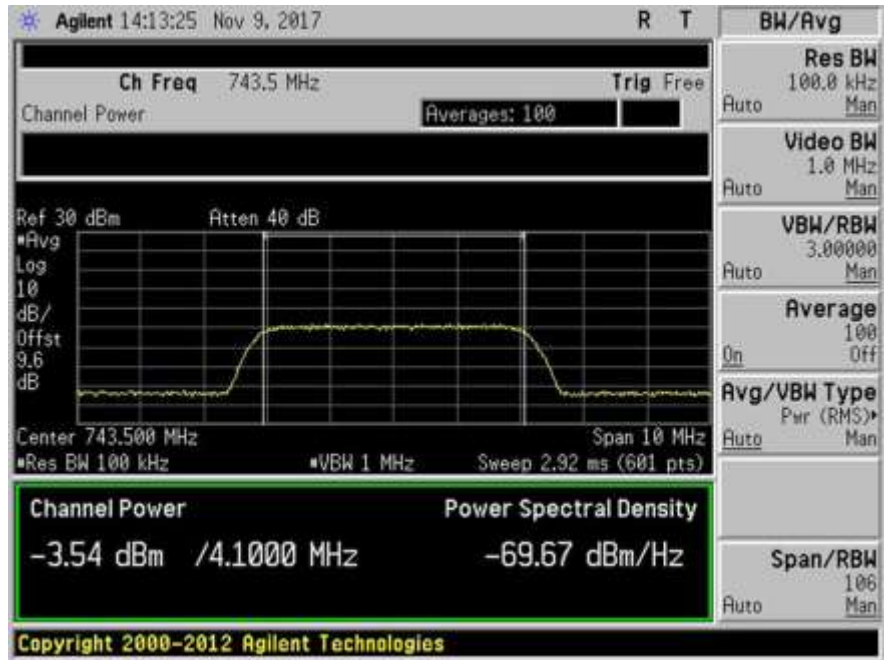 Agilent 14:13:25 Nov 9, 2017 R T
Ch Freq 743.5 MHz Trig Free
Channel Power Averages: 100
Ref 30 dBm Atten 40 dB
■Avg
Log
10
dB/
Offst
9.6
dB
Center 743.500 MHz Span 10 MHz
■Res BW 100 kHz ■VBW 1 MHz Sweep 2.92 ms (601 pts)
Channel Power Power Spectral Density
-3.54 dBm /4.1000 MHz -69.67 dBm/Hz
Copyright 2000-2012 Agilent Technologies
BW/Avg
Res BW
100.0 kHz
Auto Man
Video BW
1.0 MHz
Auto Man
VBW/RBW
3.00000
Auto Man
Average
100
On Off
Avg/VBW Type
Pwr (RMS)▸
Auto Man
Span/RBW
106
Auto Man